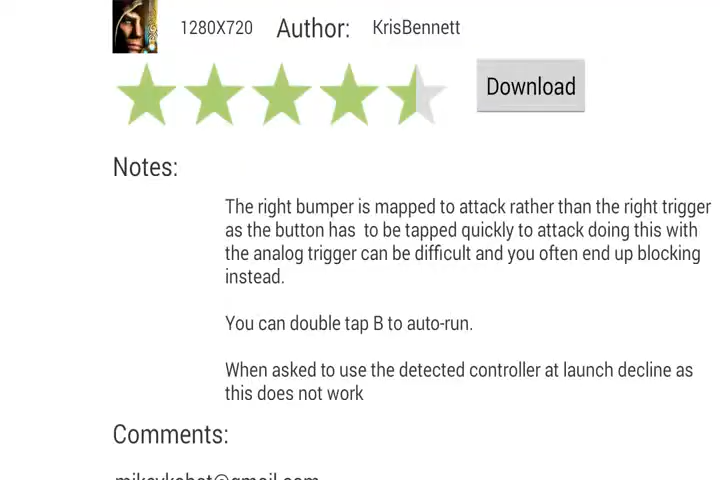 1280X720 Author: KrisBennett
Download
Notes:
The right bumper is mapped to attack rather than the right trigger
as the button has to be tapped quickly to attack doing this with
the analog trigger can be difficult and you often end up blocking
instead.
You can double tap B to auto-run.
When asked to use the detected controller at launch decline as
this does not work
Comments: